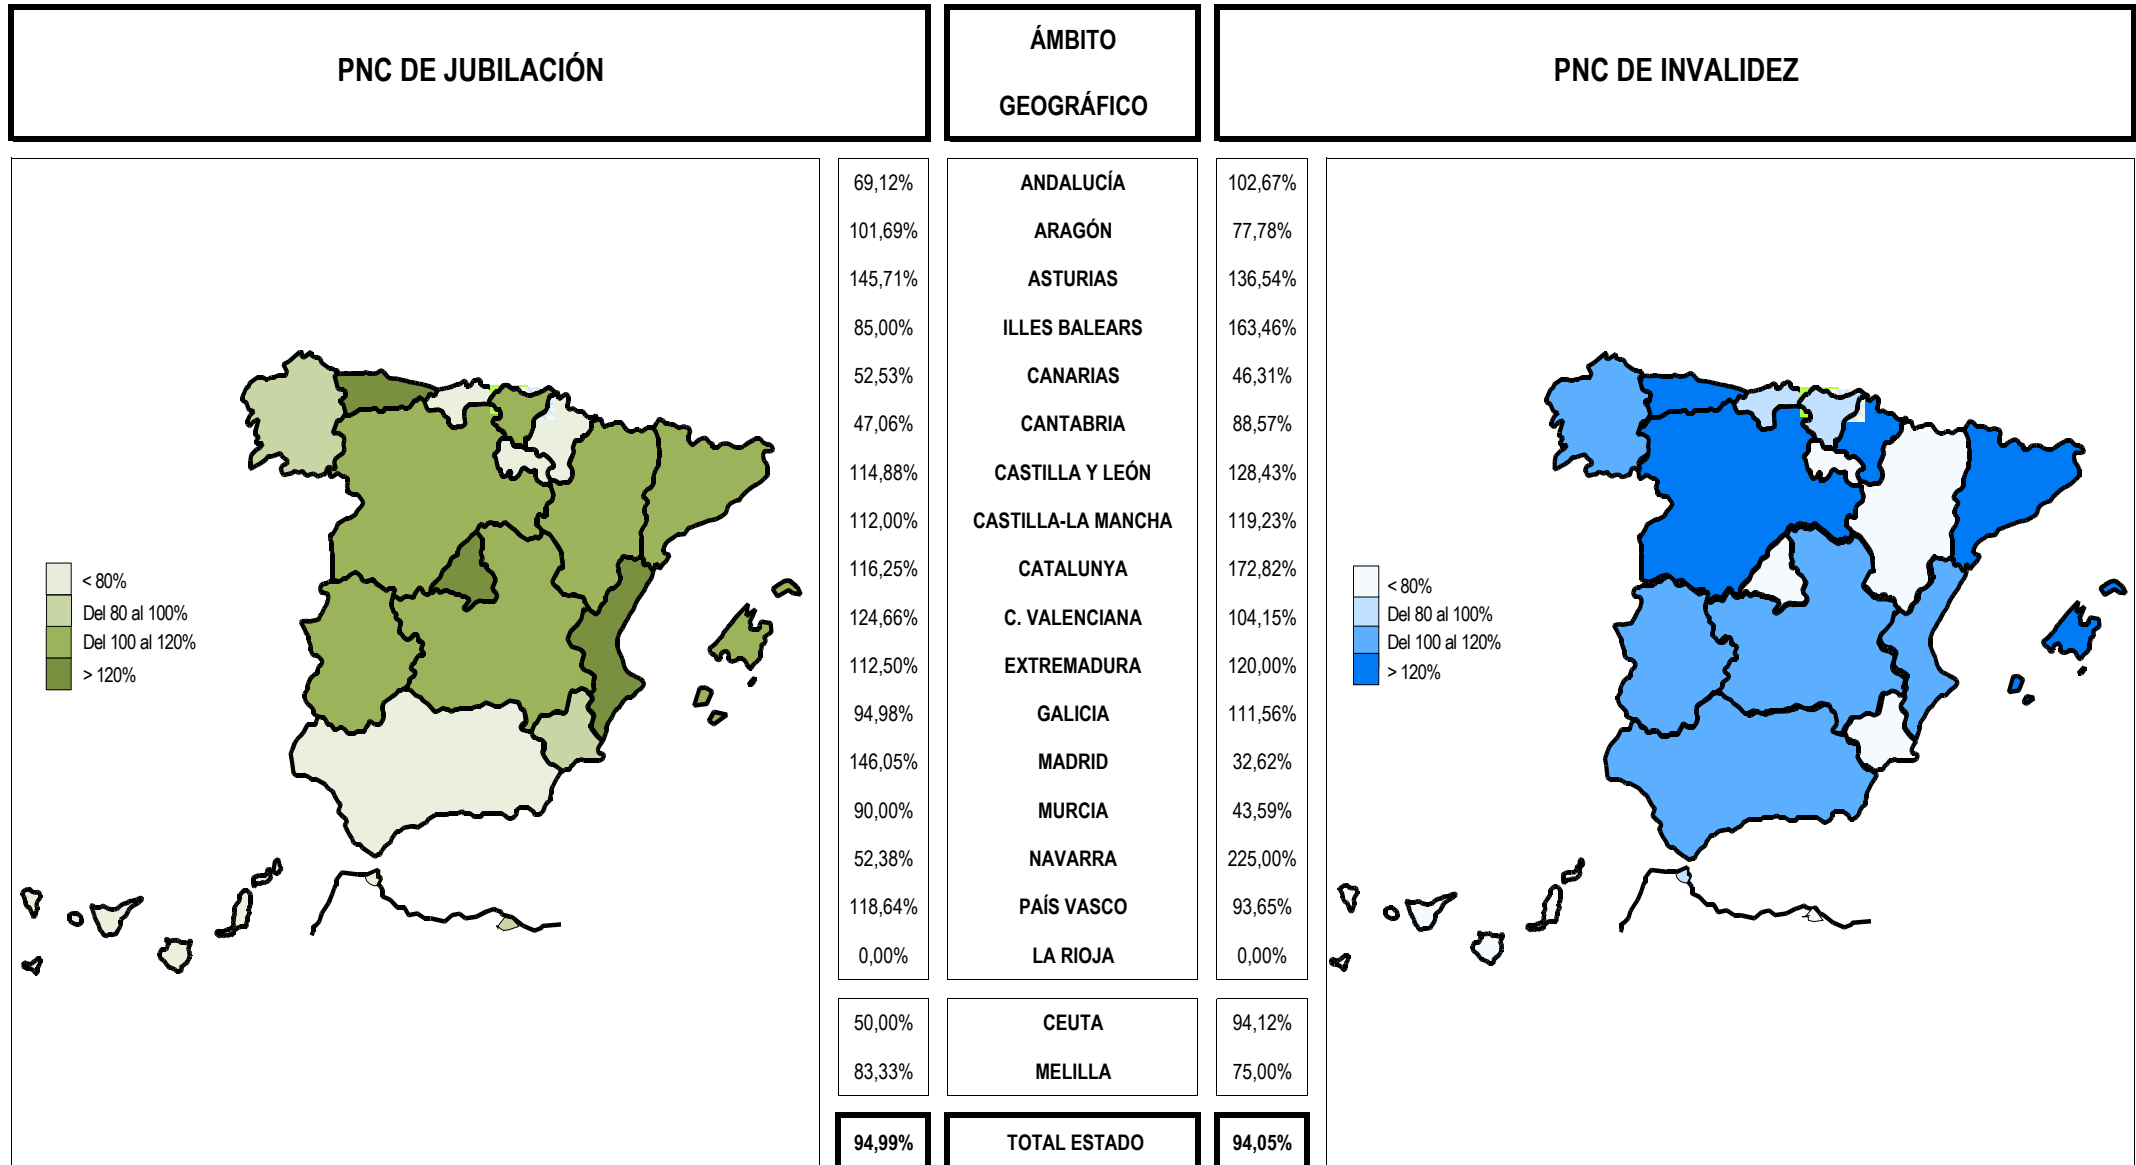 PNC DE JUBILACIÓN
ÁMBITO
GEOGRÁFICO
PNC DE INVALIDEZ
69,12% ANDALUCÍA 102,67%
101,69% ARAGÓN 77,78%
145,71% ASTURIAS 136,54%
85,00% ILLES BALEARS 163,46%
52,53% CANARIAS 46,31%
47,06% CANTABRIA 88,57%
114,88% CASTILLA Y LEÓN 128,43%
112,00% CASTILLA-LA MANCHA 119,23%
116,25% CATALUNYA 172,82%
124,66% C. VALENCIANA 104,15%
112,50% EXTREMADURA 120,00%
94,98% GALICIA 111,56%
146,05% MADRID 32,62%
90,00% MURCIA 43,59%
52,38% NAVARRA 225,00%
118,64% PAÍS VASCO 93,65%
0,00% LA RIOJA 0,00%
50,00% CEUTA 94,12%
83,33% MELILLA 75,00%
94,99% TOTAL ESTADO 94,05%
< 80%
Del 80 al 100%
Del 100 al 120%
> 120%
< 80%
Del 80 al 100%
Del 100 al 120%
> 120%